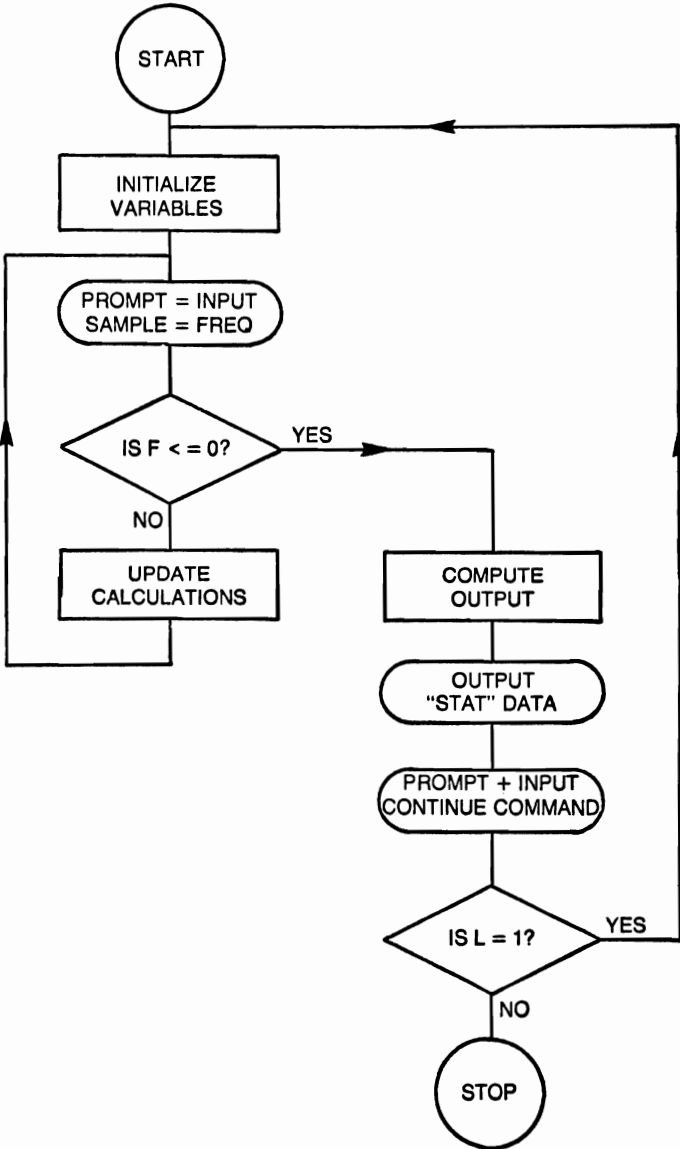 START
INITIALIZE
VARIABLES
PROMPT = INPUT
SAMPLE = FREQ
IS F < = 0?
YES
NO
UPDATE
CALCULATIONS
COMPUTE
OUTPUT
OUTPUT
“STAT” DATA
PROMPT + INPUT
CONTINUE COMMAND
IS L = 1?
YES
NO
STOP